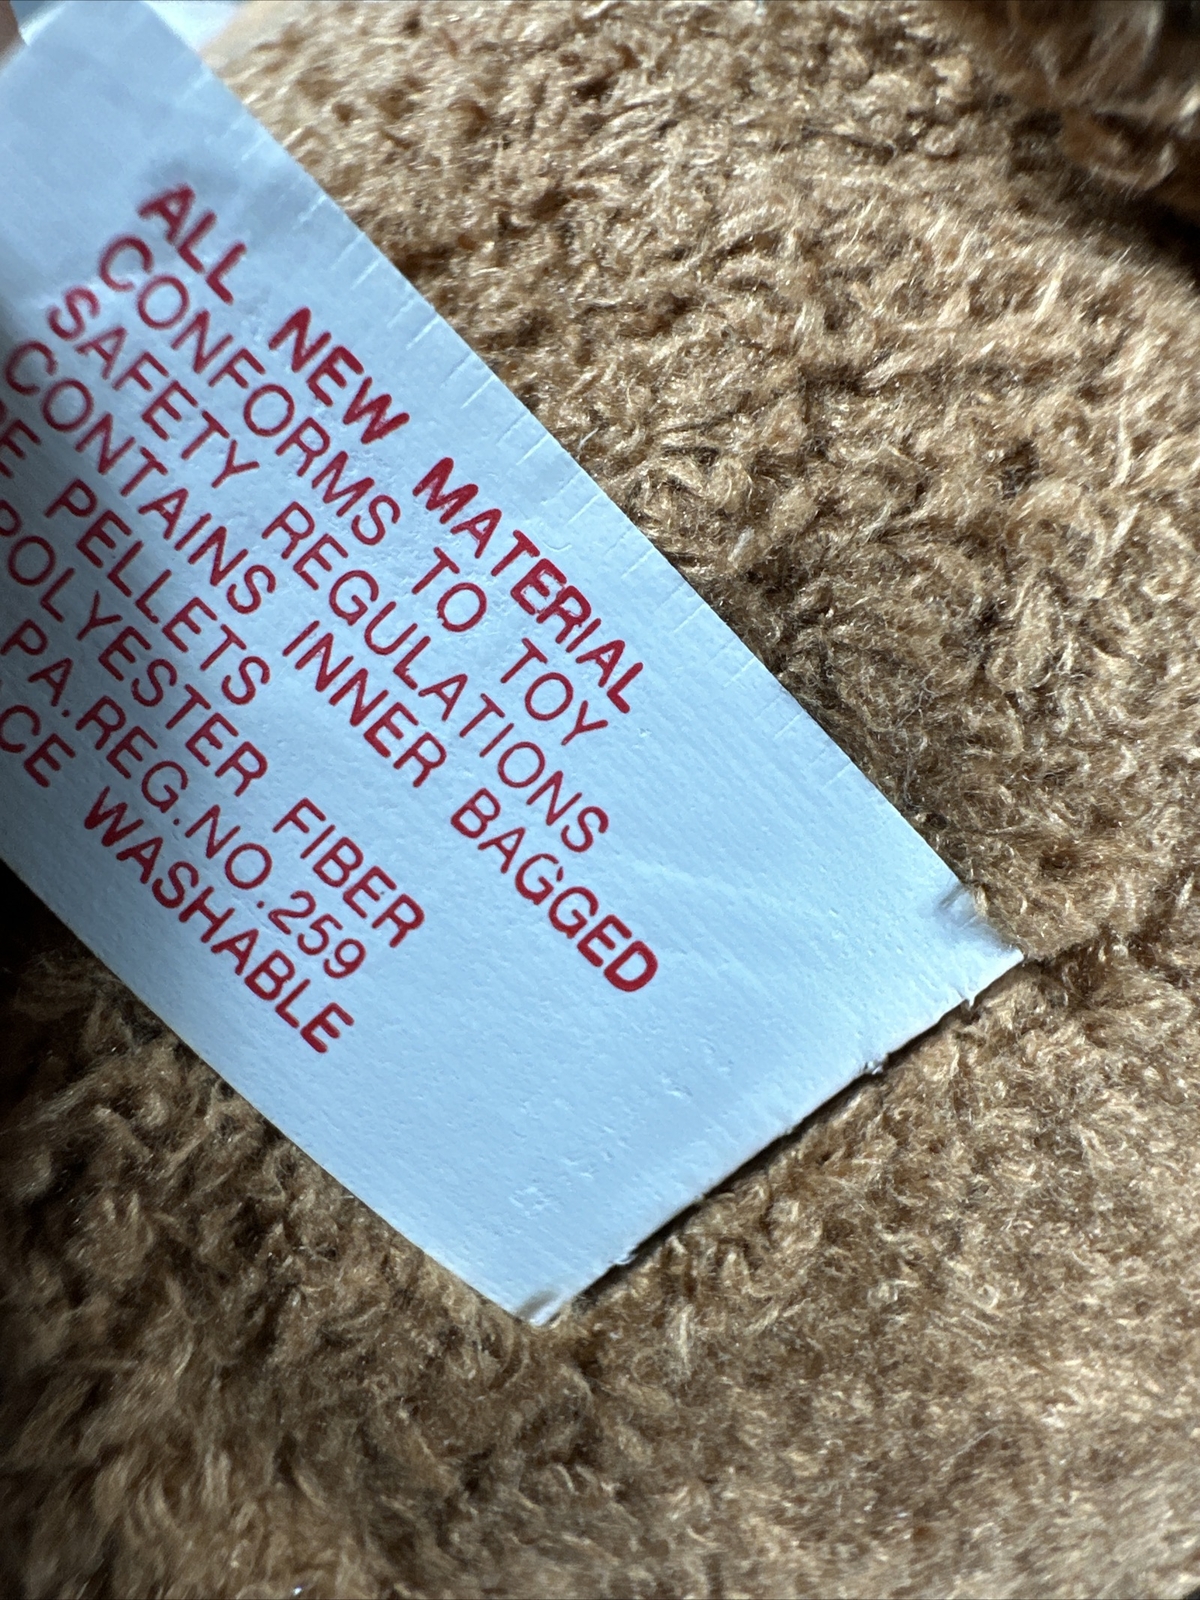 ALL NEW MATERIAL
CONFORMS TO TOY
SAFETY REGULATIONS
CONTAINS INNER BAGGED
PELLETS
POLYESTER FIBER
PA.REG.NO.259
WASHABLE